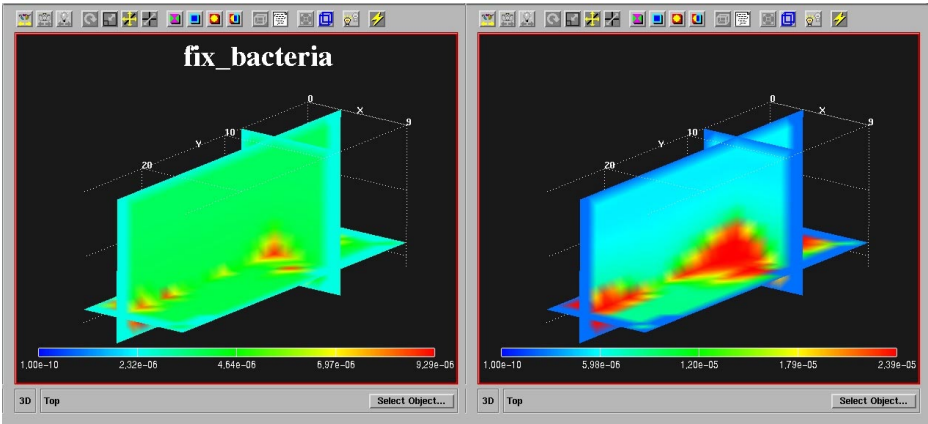 fix_bacteria
0
X
9
Y
10
20
1,00e-10 2,32e-06 4,64e-06 6,97e-06 9,29e-06
3D Top Select Object...
0
X
9
Y
10
20
1,00e-10 5,98e-06 1,20e-05 1,79e-05 2,39e-05
3D Top Select Object...